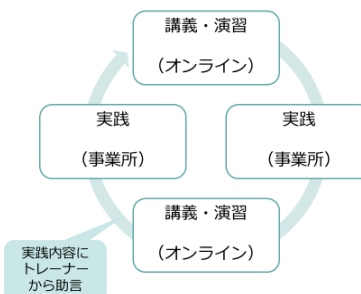 講義・演習
（オンライン）
実践
（事業所）
実践
（事業所）
講義・演習
（オンライン）
実践内容に
トレーナー
から助言